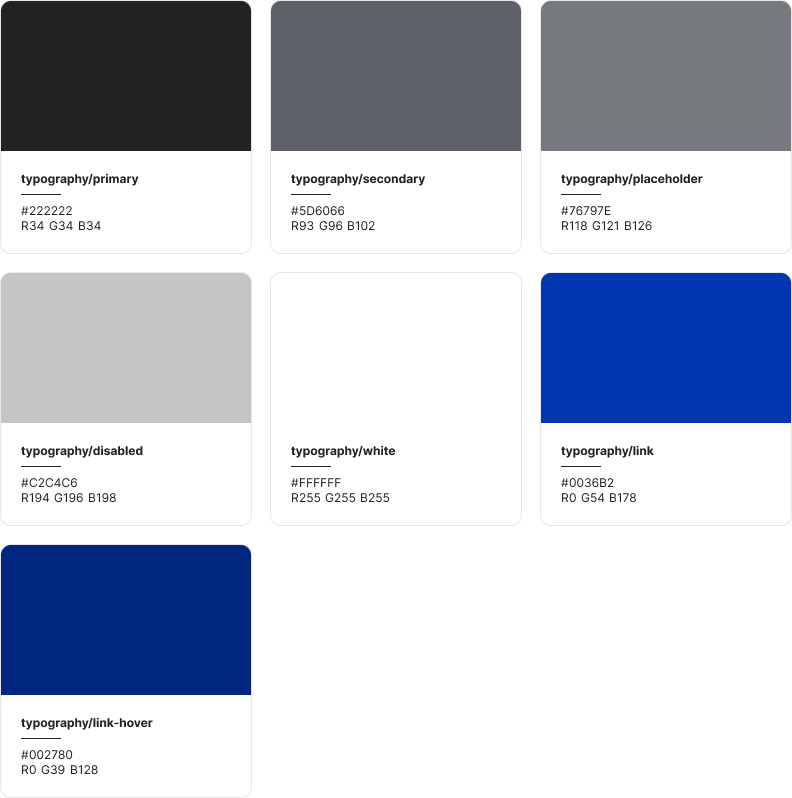 typography/primary
#222222
R34 G34 B34
typography/secondary
#5D6066
R93 G96 B102
typography/placeholder
#76797E
R118 G121 B126
typography/disabled
#C2C4C6
R194 G196 B198
typography/white
#FFFFFF
R255 G255 B255
typography/link
#0036B2
R0 G54 B178
typography/link-hover
#002780
R0 G39 B128